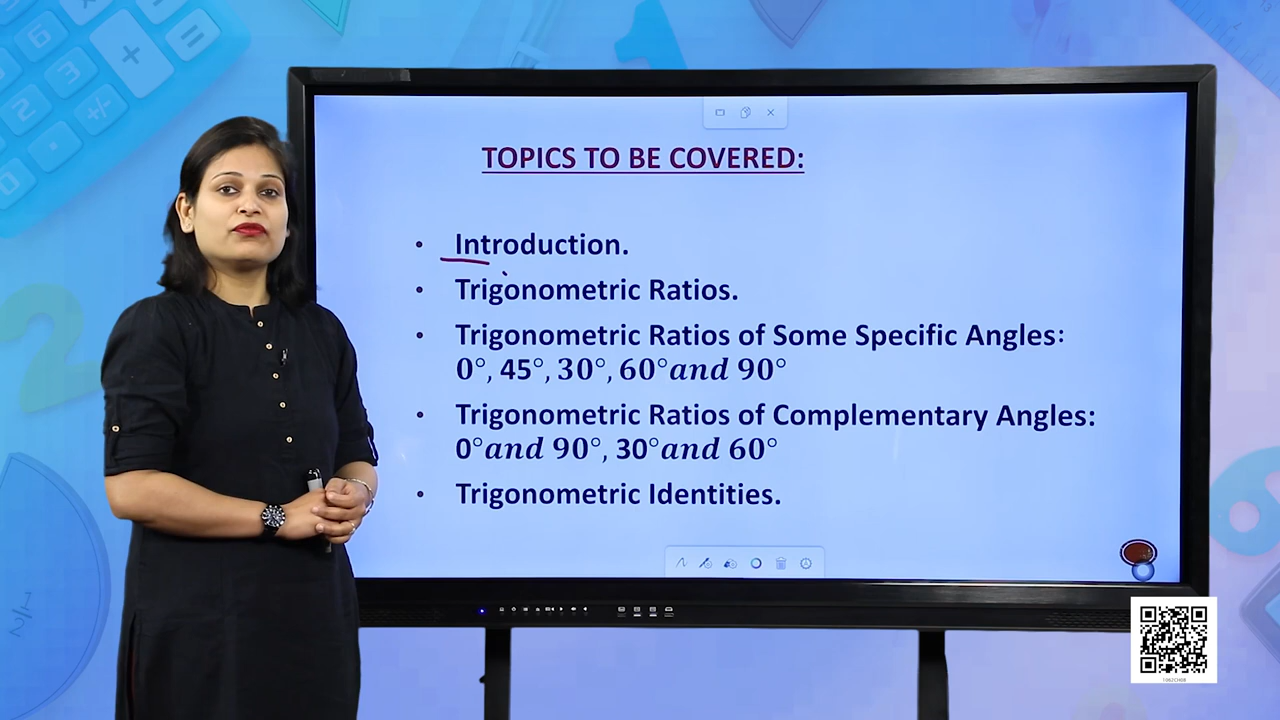 TOPICS TO BE COVERED:
• Introduction.
• Trigonometric Ratios.
• Trigonometric Ratios of Some Specific Angles:
0°, 45°, 30°, 60° and 90°
• Trigonometric Ratios of Complementary Angles:
0° and 90°, 30° and 60°
• Trigonometric Identities.